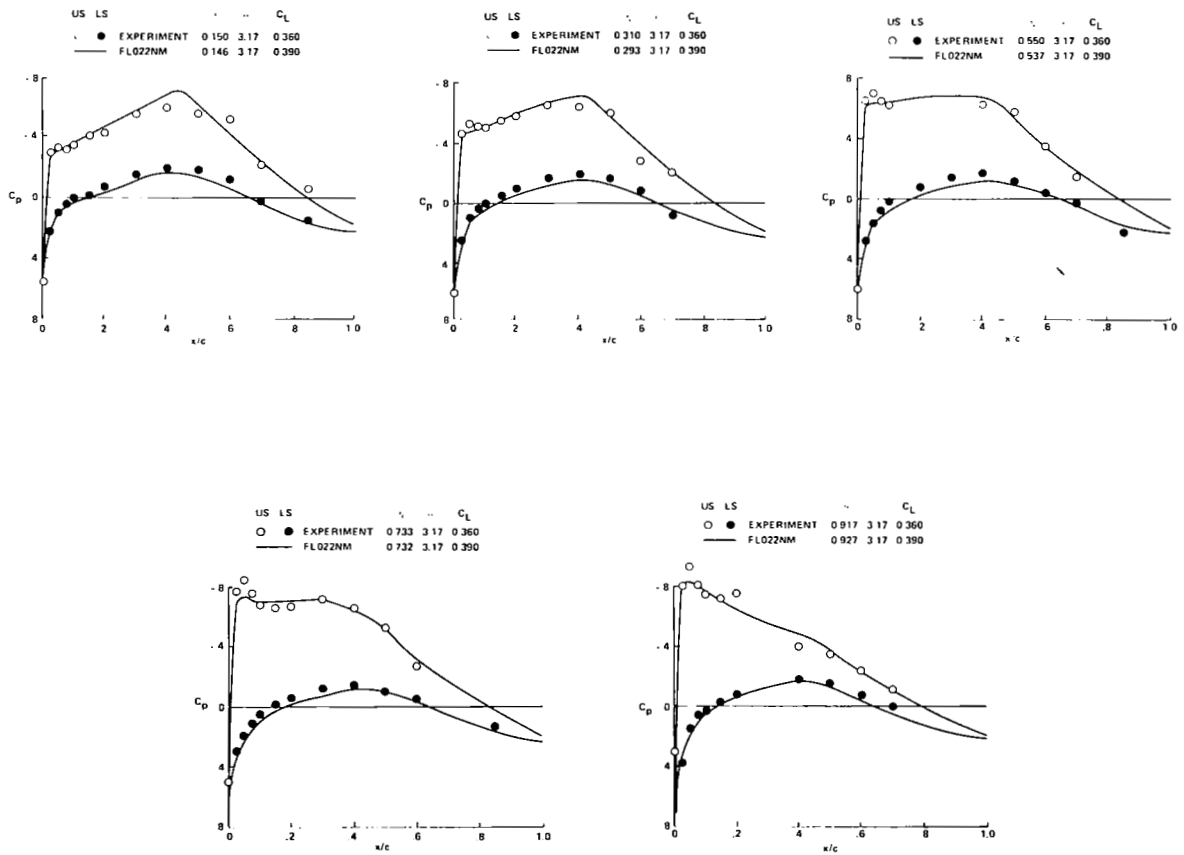 US LS C_L
EXPERIMENT 0 150 3.17 0 360
FL022NM 0 146 3.17 0 390
- 8
- 4
C_p 0
4
8
0 .2 4 .6 .8 1 0
x/c
US LS C_L
EXPERIMENT 0 310 3 17 0 360
FL022NM 0 293 3 17 0 390
- 8
- 4
C_p 0
4
8
0 .2 4 .6 .8 1.0
x/c
US LS C_L
EXPERIMENT 0 550 3 17 0 360
FL022NM 0 537 3 17 0 390
- 8
- 4
C_p 0
4
8
0 .2 4 .6 .8 1.0
x/c
US LS C_L
EXPERIMENT 0 733 3 17 0 360
FL022NM 0 732 3.17 0 390
- 8
- 4
C_p 0
4
8
0 .2 4 .6 .8 1.0
x/c
US LS C_L
EXPERIMENT 0 917 3 17 0 360
FL022NM 0 927 3 17 0 390
- 8
- 4
C_p 0
4
8
0 .2 4 .6 .8 1.0
x/c